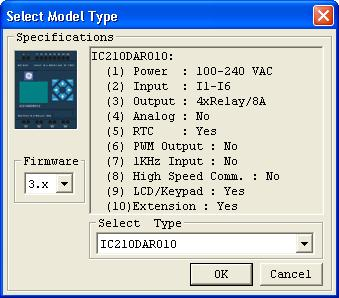 Select Model Type
Specifications
IC210DAR010:
(1) Power : 100-240 VAC
(2) Input : I1-I6
(3) Output : 4xRelay/8A
(4) Analog : No
(5) RTC : Yes
(6) PWM Output : No
(7) 1KHz Input : No
(8) High Speed Comm. : No
(9) LCD/Keypad : Yes
(10)Extension : Yes
Firmware
3.x
Select Type
IC210DAR010
OK
Cancel